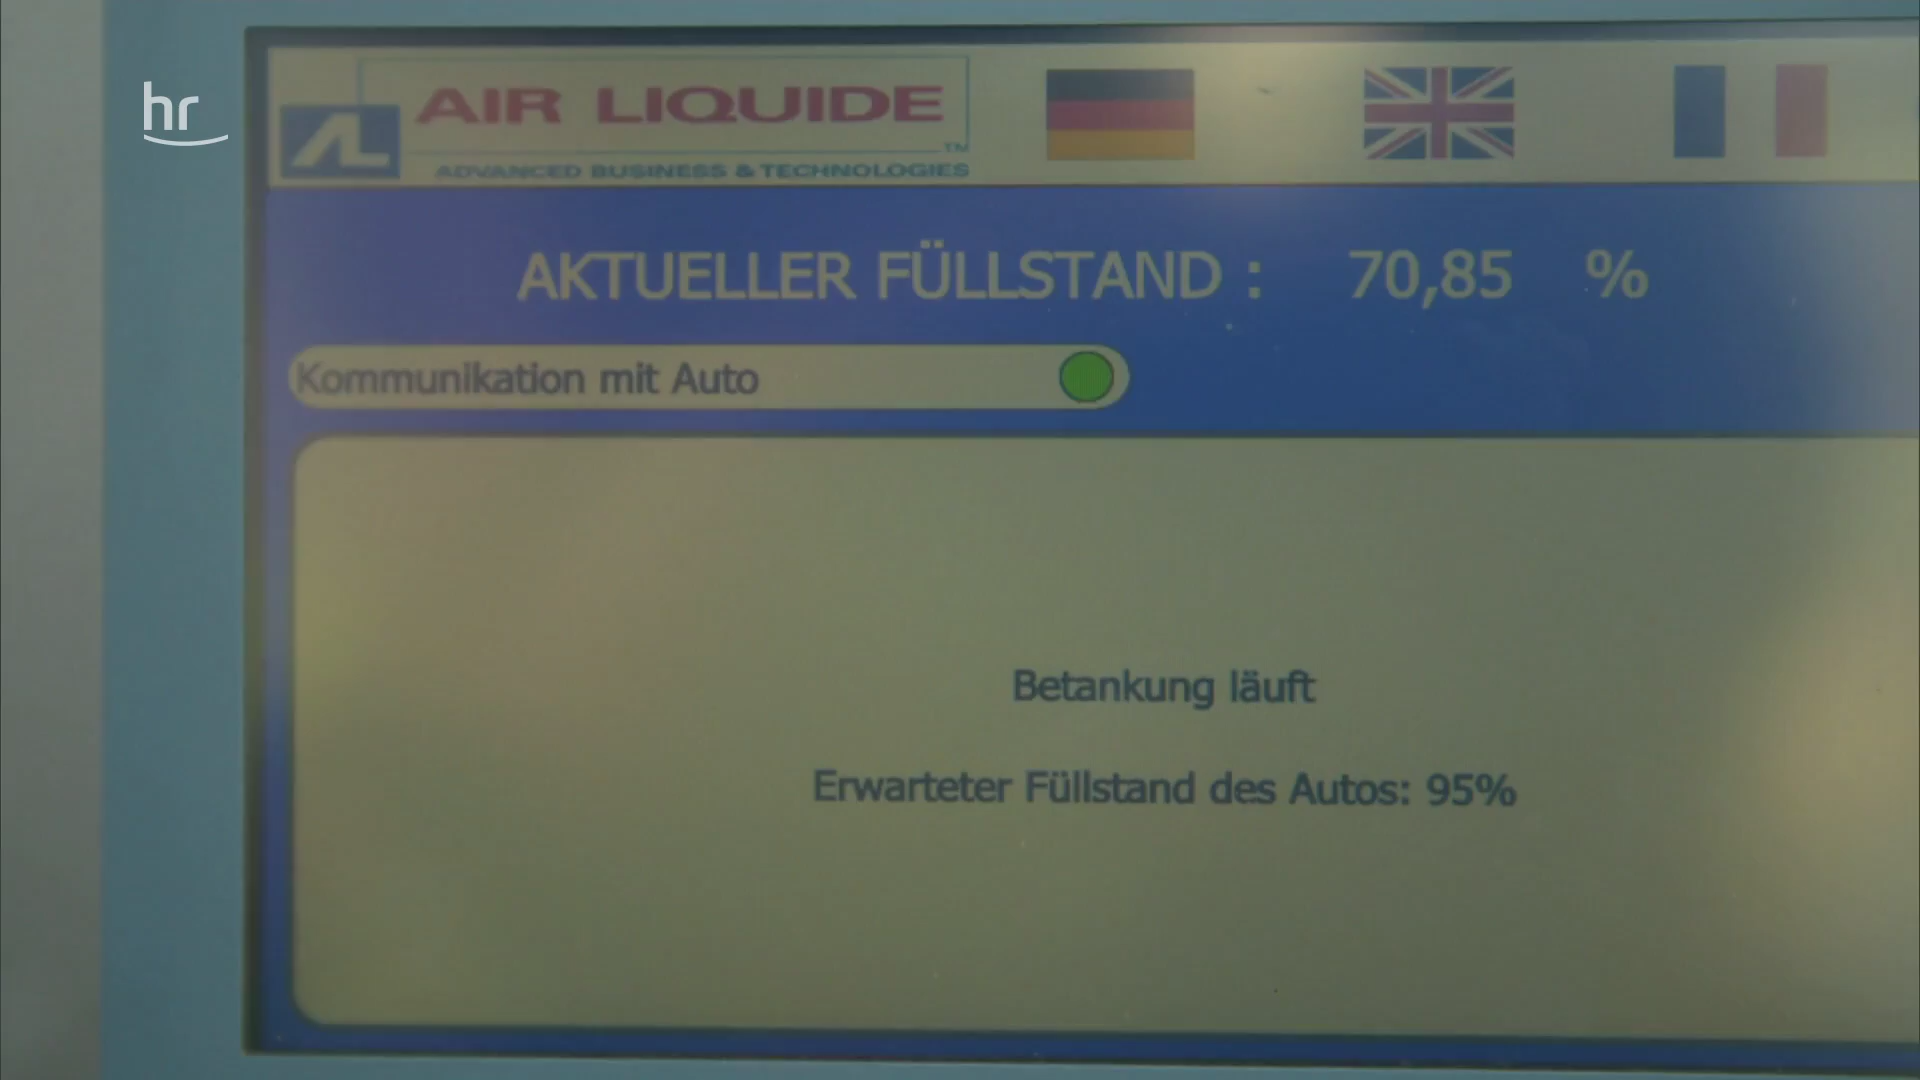 hr
AIR LIQUIDE
TM
ADVANCED BUSINESS & TECHNOLOGIES
AKTUELLER FÜLLSTAND : 70,85 %
Kommunikation mit Auto
Betankung läuft
Erwarteter Füllstand des Autos: 95%